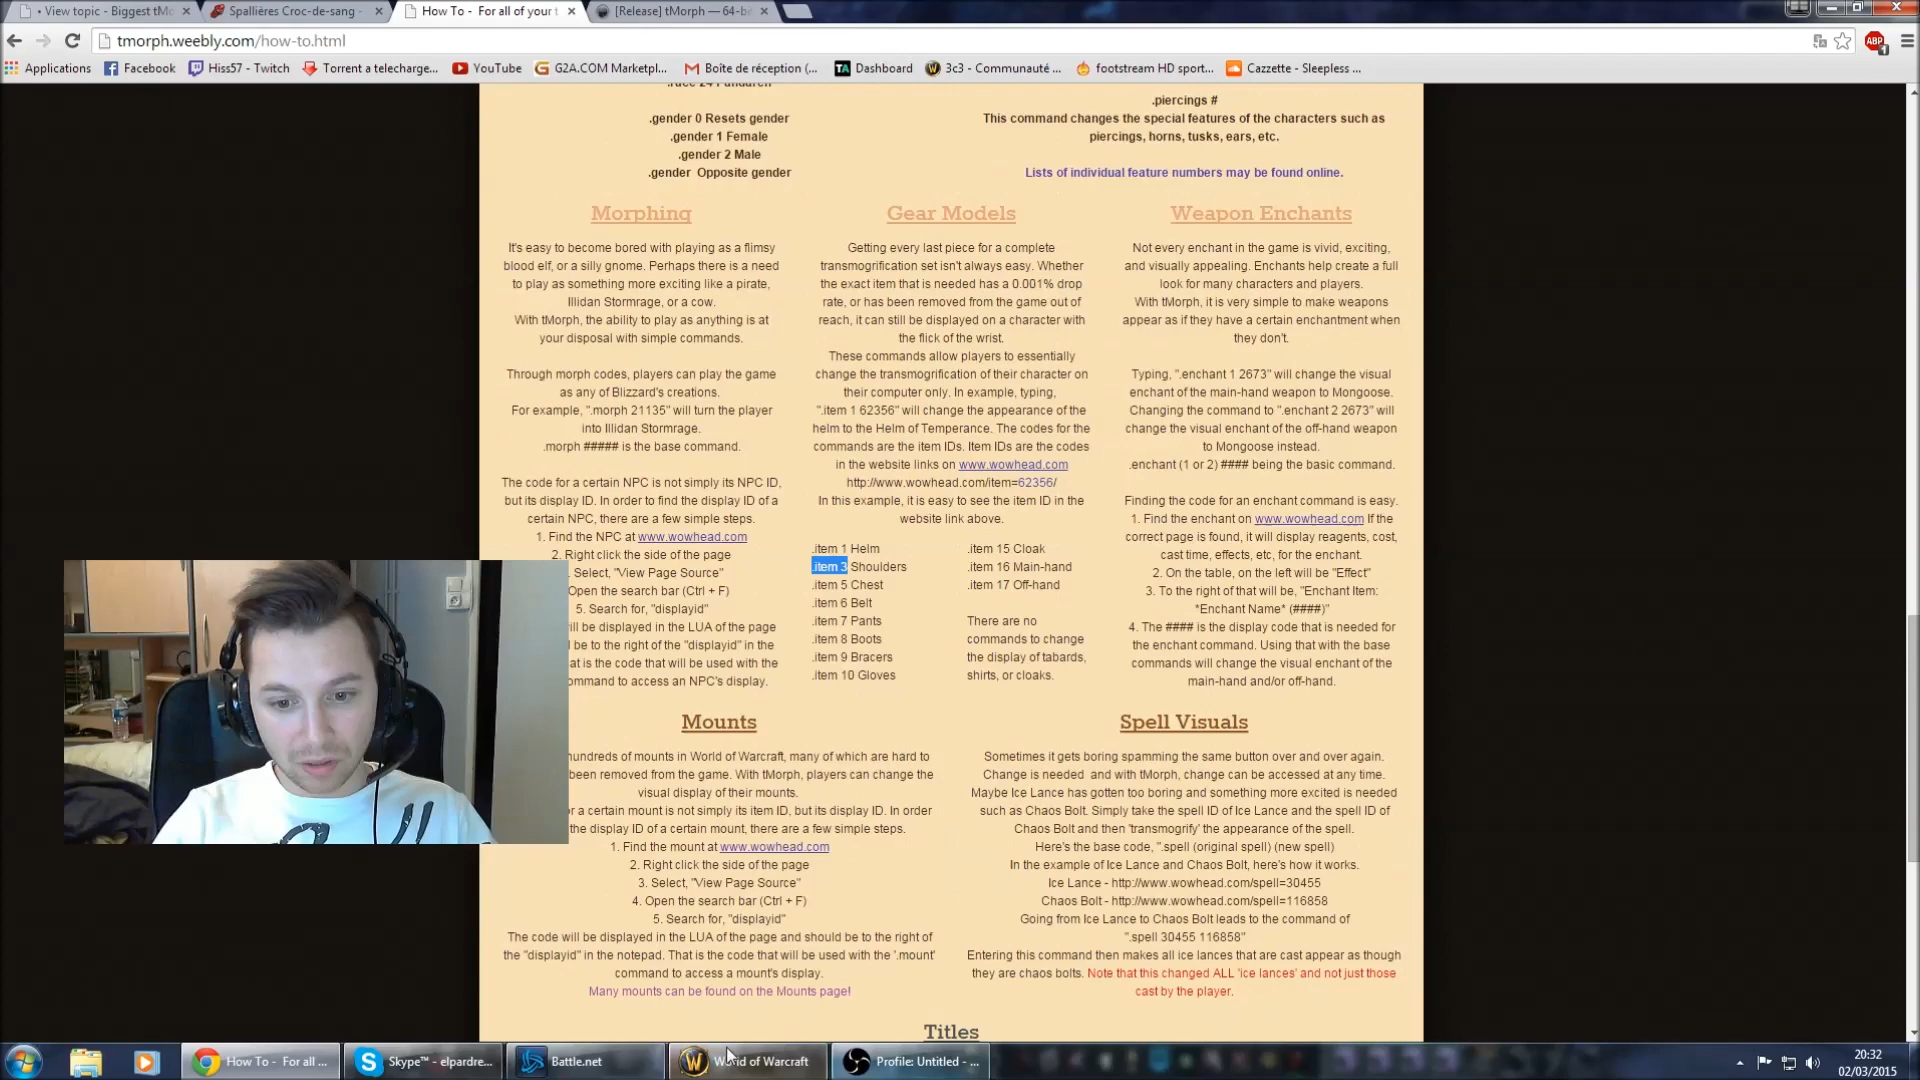 • View topic - Biggest tM
Spallières Croc-de-sang -
How To - For all of your t
[Release] tMorph — 64-bi
tmorph.weebly.com/how-to.html
Applications
Facebook
Hiss57 - Twitch
Torrent a telecharge...
YouTube
G2A.COM Marketpl...
Boîte de réception (...
Dashboard
3c3 - Communauté ...
footstream HD sport...
Cazzette - Sleepless ...
.gender 0 Resets gender
.gender 1 Female
.gender 2 Male
.gender Opposite gender
.piercings #
This command changes the special features of the characters such as
piercings, horns, tusks, ears, etc.
Lists of individual feature numbers may be found online.
Morphing
It's easy to become bored with playing as a flimsy
blood elf, or a silly gnome. Perhaps there is a need
to play as something more exciting like a pirate,
Illidan Stormrage, or a cow.
With tMorph, the ability to play as anything is at
your disposal with simple commands.
Through morph codes, players can play the game
as any of Blizzard's creations.
For example, ".morph 21135" will turn the player
into Illidan Stormrage.
.morph ##### is the base command.
The code for a certain NPC is not simply its NPC ID,
but its display ID. In order to find the display ID of a
certain NPC, there are a few simple steps.
1. Find the NPC at www.wowhead.com
2. Right click the side of the page
Select, "View Page Source"
Open the search bar (Ctrl + F)
5. Search for, "displayid"
will be displayed in the LUA of the page
be to the right of the "displayid" in the
at is the code that will be used with the
ommand to access an NPC's display.
Gear Models
Getting every last piece for a complete
transmogrification set isn't always easy. Whether
the exact item that is needed has a 0.001% drop
rate, or has been removed from the game out of
reach, it can still be displayed on a character with
the flick of the wrist.
These commands allow players to essentially
change the transmogrification of their character on
their computer only. In example, typing,
".item 1 62356" will change the appearance of the
helm to the Helm of Temperance. The codes for the
commands are the item IDs. Item IDs are the codes
in the website links on www.wowhead.com
http://www.wowhead.com/item=62356/
In this example, it is easy to see the item ID in the
website link above.
.item 1 Helm
.item 3 Shoulders
.item 5 Chest
.item 6 Belt
.item 7 Pants
.item 8 Boots
.item 9 Bracers
.item 10 Gloves
.item 15 Cloak
.item 16 Main-hand
.item 17 Off-hand
There are no
commands to change
the display of tabards,
shirts, or cloaks.
Weapon Enchants
Not every enchant in the game is vivid, exciting,
and visually appealing. Enchants help create a full
look for many characters and players.
With tMorph, it is very simple to make weapons
appear as if they have a certain enchantment when
they don't.
Typing, ".enchant 1 2673" will change the visual
enchant of the main-hand weapon to Mongoose.
Changing the command to ".enchant 2 2673" will
change the visual enchant of the off-hand weapon
to Mongoose instead.
.enchant (1 or 2) #### being the basic command.
Finding the code for an enchant command is easy.
1. Find the enchant on www.wowhead.com If the
correct page is found, it will display reagents, cost,
cast time, effects, etc, for the enchant.
2. On the table, on the left will be "Effect"
3. To the right of that will be, "Enchant Item:
*Enchant Name* (####)"
4. The #### is the display code that is needed for
the enchant command. Using that with the base
commands will change the visual enchant of the
main-hand and/or off-hand.
Mounts
hundreds of mounts in World of Warcraft, many of which are hard to
been removed from the game. With tMorph, players can change the
visual display of their mounts.
or a certain mount is not simply its item ID, but its display ID. In order
the display ID of a certain mount, there are a few simple steps.
1. Find the mount at www.wowhead.com
2. Right click the side of the page
3. Select, "View Page Source"
4. Open the search bar (Ctrl + F)
5. Search for, "displayid"
The code will be displayed in the LUA of the page and should be to the right of
the "displayid" in the notepad. That is the code that will be used with the '.mount'
command to access a mount's display.
Many mounts can be found on the Mounts page!
Spell Visuals
Sometimes it gets boring spamming the same button over and over again.
Change is needed and with tMorph, change can be accessed at any time.
Maybe Ice Lance has gotten too boring and something more excited is needed
such as Chaos Bolt. Simply take the spell ID of Ice Lance and the spell ID of
Chaos Bolt and then 'transmogrify' the appearance of the spell.
Here's the base code, ".spell (original spell) (new spell)
In the example of Ice Lance and Chaos Bolt, here's how it works.
Ice Lance - http://www.wowhead.com/spell=30455
Chaos Bolt - http://www.wowhead.com/spell=116858
Going from Ice Lance to Chaos Bolt leads to the command of
".spell 30455 116858"
Entering this command then makes all ice lances that are cast appear as though
they are chaos bolts. Note that this changed ALL 'ice lances' and not just those
cast by the player.
Titles
How To - For all ...
Skype™ - elpardre...
Battle.net
World of Warcraft
Profile: Untitled - ...
20:32
02/03/2015